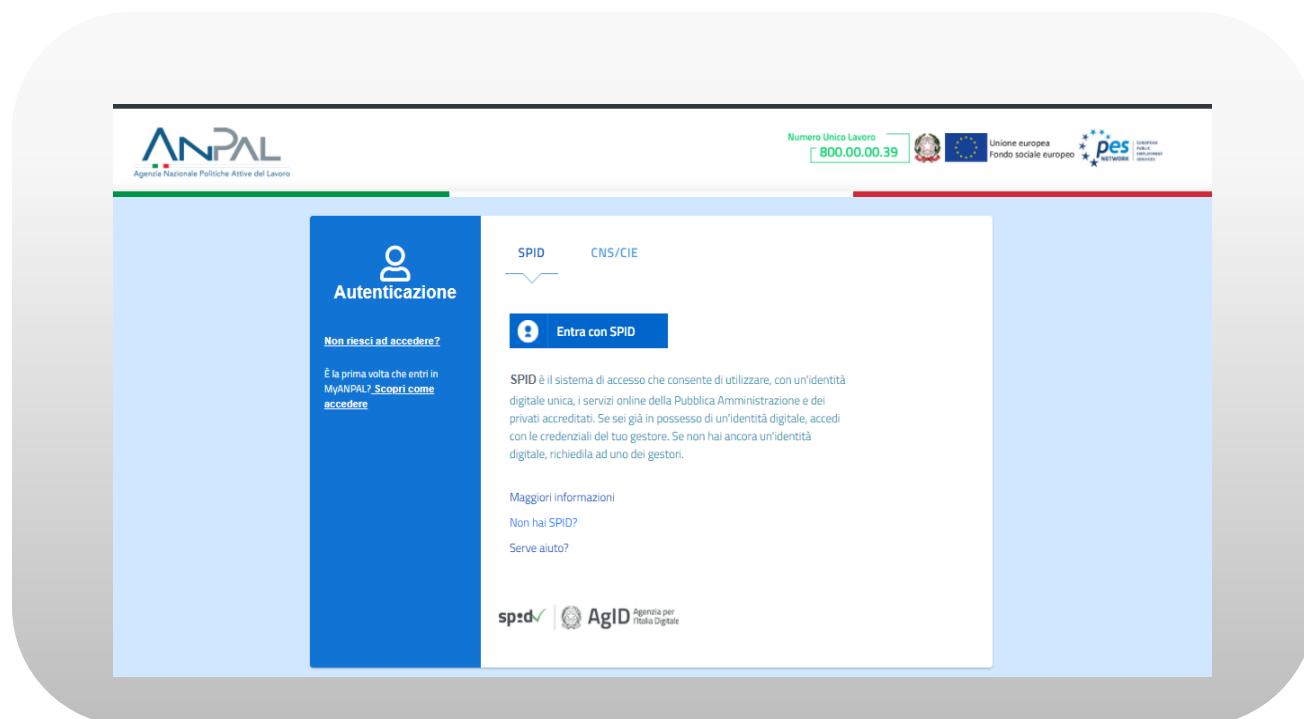 ANPAL
Agenzia Nazionale Politiche Attive del Lavoro
Numero Unico Lavoro
800.00.00.39
Unione europea
Fondo sociale europeo
pes
NETWORK
EUROPEAN
PUBLIC
EMPLOYMENT
SERVICES
Autenticazione
Non riesci ad accedere?
È la prima volta che entri in
MyANPAL? Scopri come
accedere
SPID
CNS/CIE
Entra con SPID
SPID è il sistema di accesso che consente di utilizzare, con un'identità
digitale unica, i servizi online della Pubblica Amministrazione e dei
privati accreditati. Se sei già in possesso di un'identità digitale, accedi
con le credenziali del tuo gestore. Se non hai ancora un'identità
digitale, richiedila ad uno dei gestori.
Maggiori informazioni
Non hai SPID?
Serve aiuto?
spid
AgID
Agenzia per
l'Italia Digitale